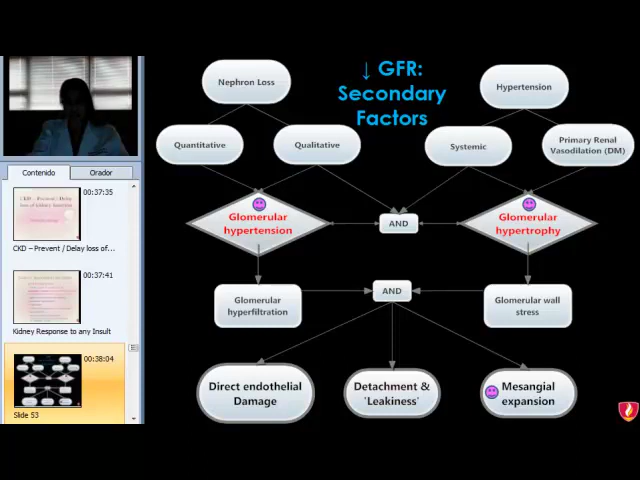 ↓ GFR:
Secondary
Factors
Nephron Loss
Hypertension
Quantitative
Qualitative
Systemic
Primary Renal
Vasodilation (DM)
Glomerular
hypertension
AND
Glomerular
hypertrophy
Glomerular
hyperfiltration
AND
Glomerular wall
stress
Direct endothelial
Damage
Detachment &
'Leakiness'
Mesangial
expansion
Contenido
Orador
00:37:35
CKD – Prevent / Delay loss of...
00:37:41
Kidney Response to any Insult
00:38:04
Slide 53